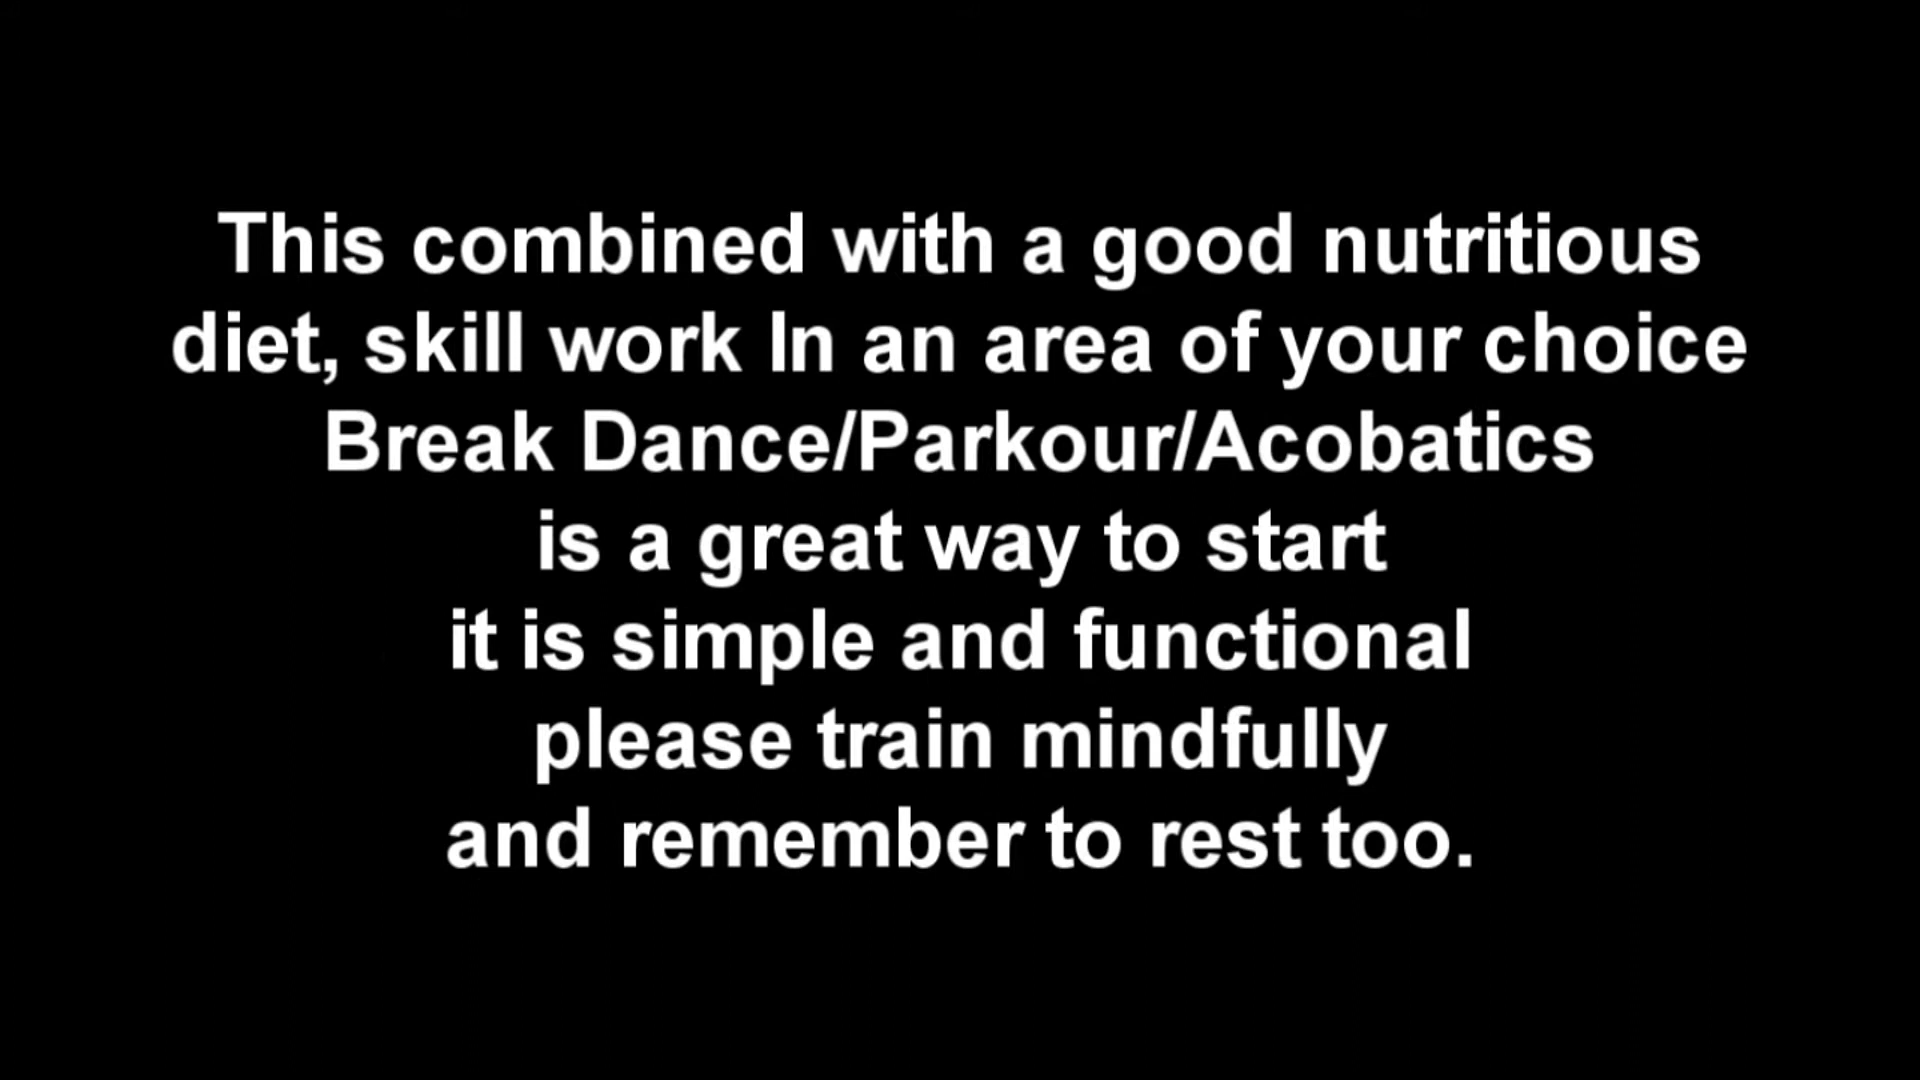 This combined with a good nutritious
diet, skill work In an area of your choice
Break Dance/Parkour/Acobatics
is a great way to start
it is simple and functional
please train mindfully
and remember to rest too.